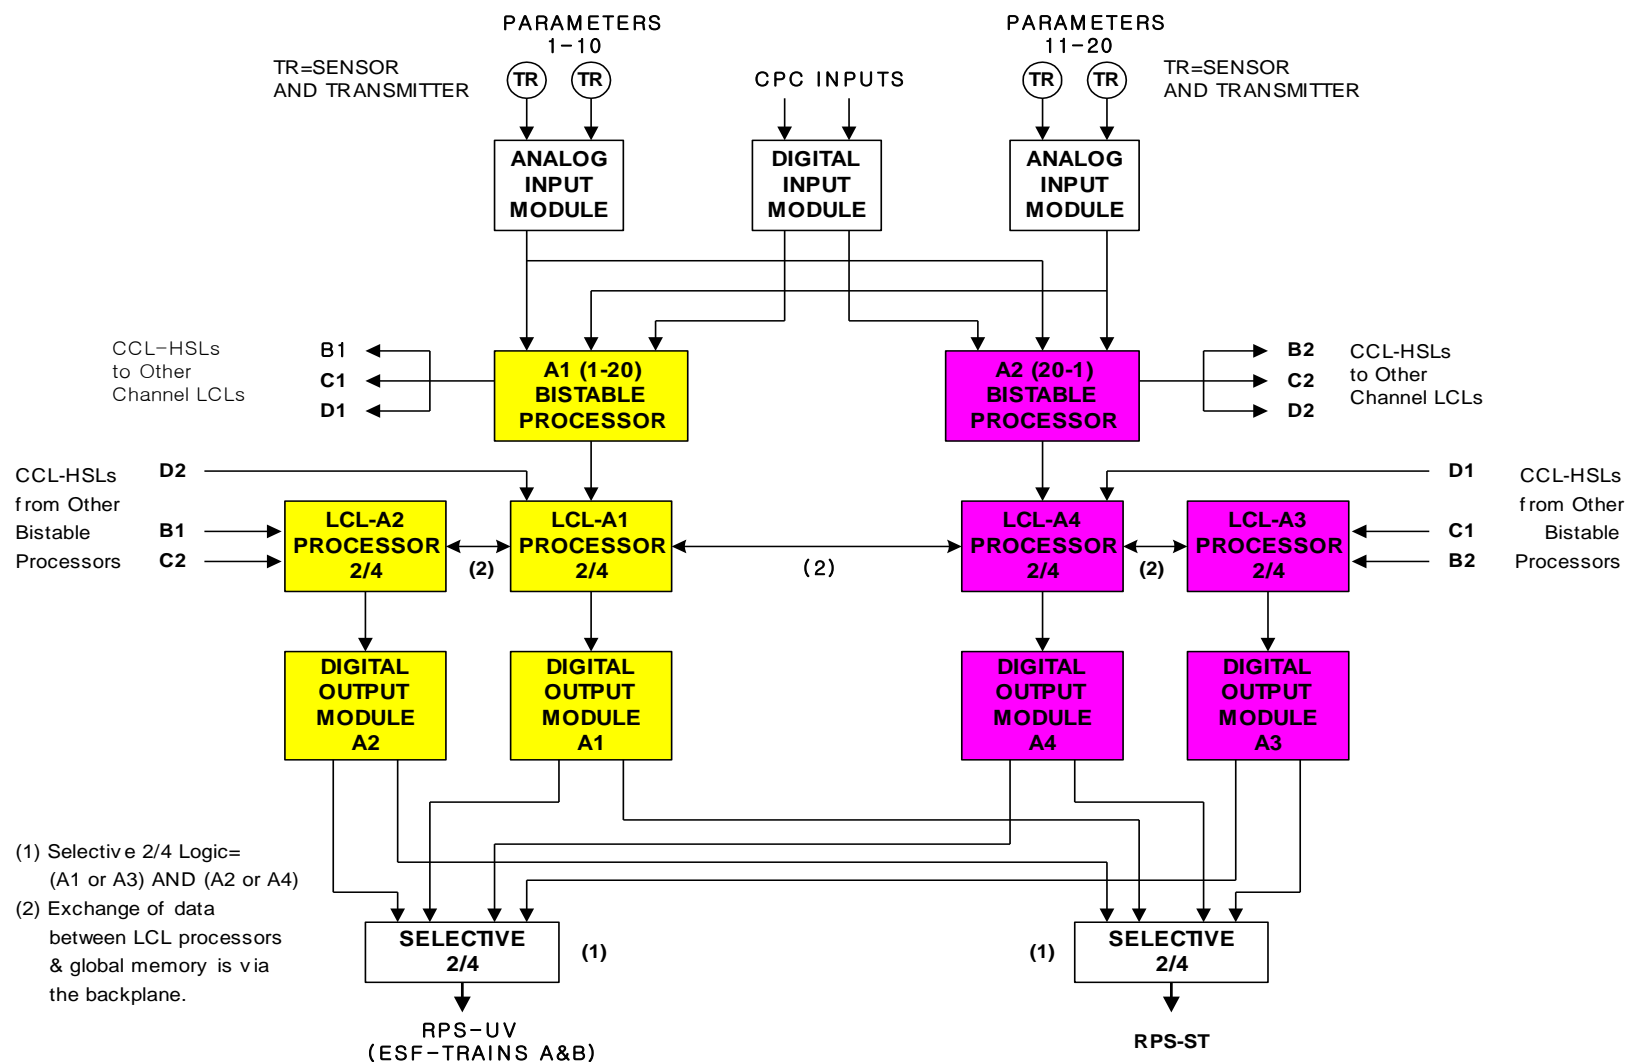 PARAMETERS
1-10
PARAMETERS
11-20
TR=SENSOR
AND TRANSMITTER
TR
TR
CPC INPUTS
TR
TR
TR=SENSOR
AND TRANSMITTER
ANALOG
INPUT
MODULE
DIGITAL
INPUT
MODULE
ANALOG
INPUT
MODULE
CCL-HSLs
to Other
Channel LCLs
B1
C1
D1
A1 (1-20)
BISTABLE
PROCESSOR
A2 (20-1)
BISTABLE
PROCESSOR
B2
C2
D2
CCL-HSLs
to Other
Channel LCLs
CCL-HSLs
from Other
Bistable
Processors
D2
B1
C2
LCL-A2
PROCESSOR
2/4
(2)
LCL-A1
PROCESSOR
2/4
(2)
LCL-A4
PROCESSOR
2/4
(2)
LCL-A3
PROCESSOR
2/4
D1
C1
B2
CCL-HSLs
from Other
Bistable
Processors
DIGITAL
OUTPUT
MODULE
A2
DIGITAL
OUTPUT
MODULE
A1
DIGITAL
OUTPUT
MODULE
A4
DIGITAL
OUTPUT
MODULE
A3
(1) Selective 2/4 Logic=
(A1 or A3) AND (A2 or A4)
(2) Exchange of data
between LCL processors
& global memory is via
the backplane.
SELECTIVE
2/4
(1)
(1)
SELECTIVE
2/4
RPS-UV
(ESF-TRAINS A&B)
RPS-ST